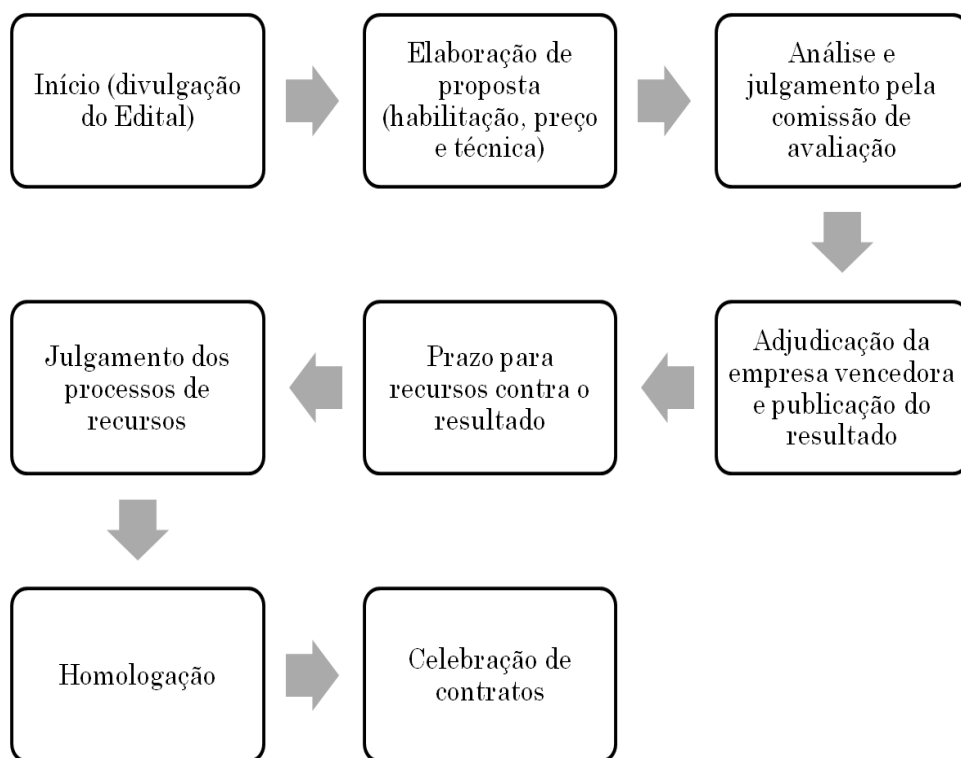 Início (divulgação
do Edital)
Elaboração de
proposta
(habilitação, preço
e técnica)
Análise e
julgamento pela
comissão de
avaliação
Adjudicação da
empresa vencedora
e publicação do
resultado
Prazo para
recursos contra o
resultado
Julgamento dos
processos de
recursos
Homologação
Celebração de
contratos